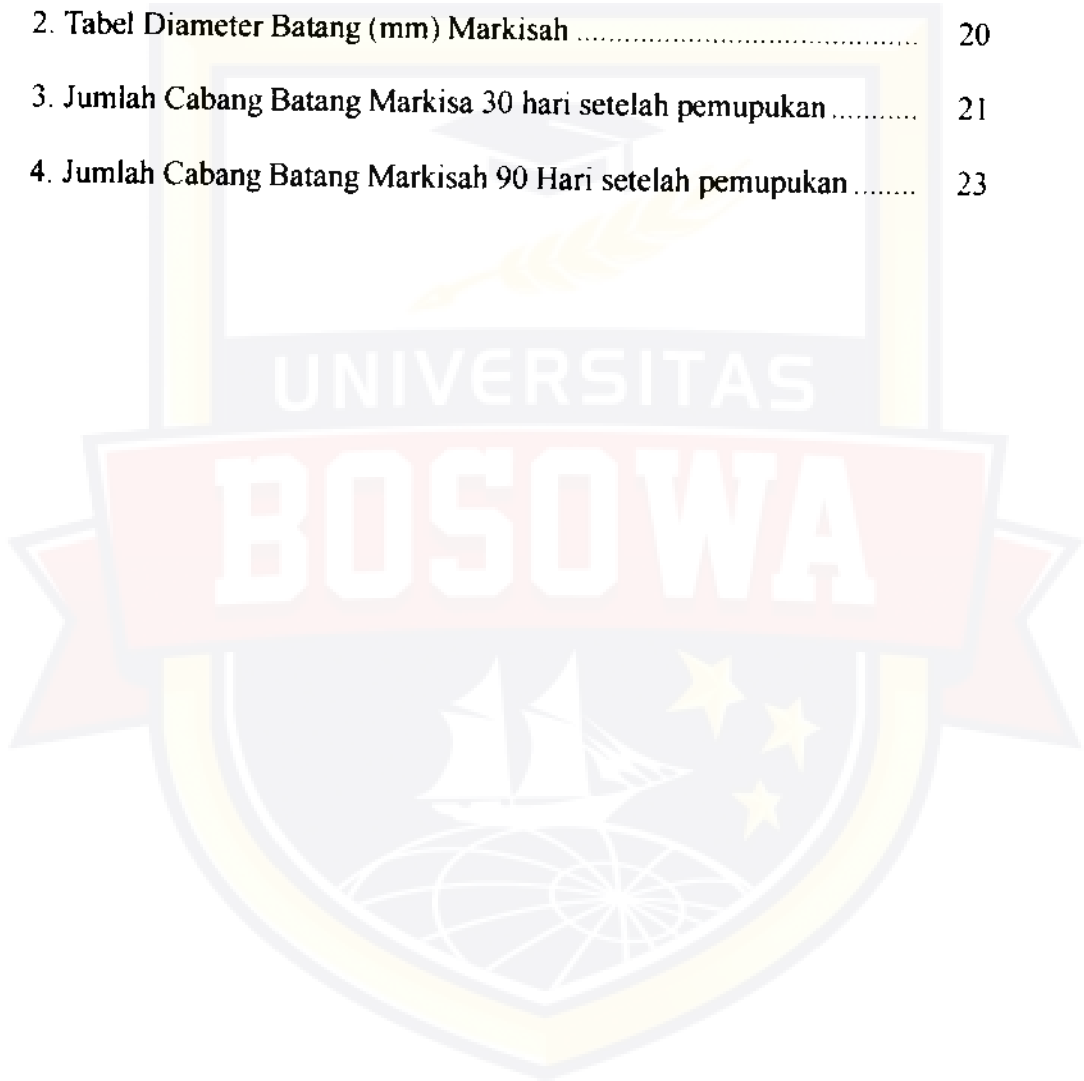 2. Tabel Diameter Batang (mm) Markisah ........................................ 20
3. Jumlah Cabang Batang Markisa 30 hari setelah pemupukan ........... 21
4. Jumlah Cabang Batang Markisah 90 Hari setelah pemupukan ........ 23
UNIVERSITAS
BOSOWA